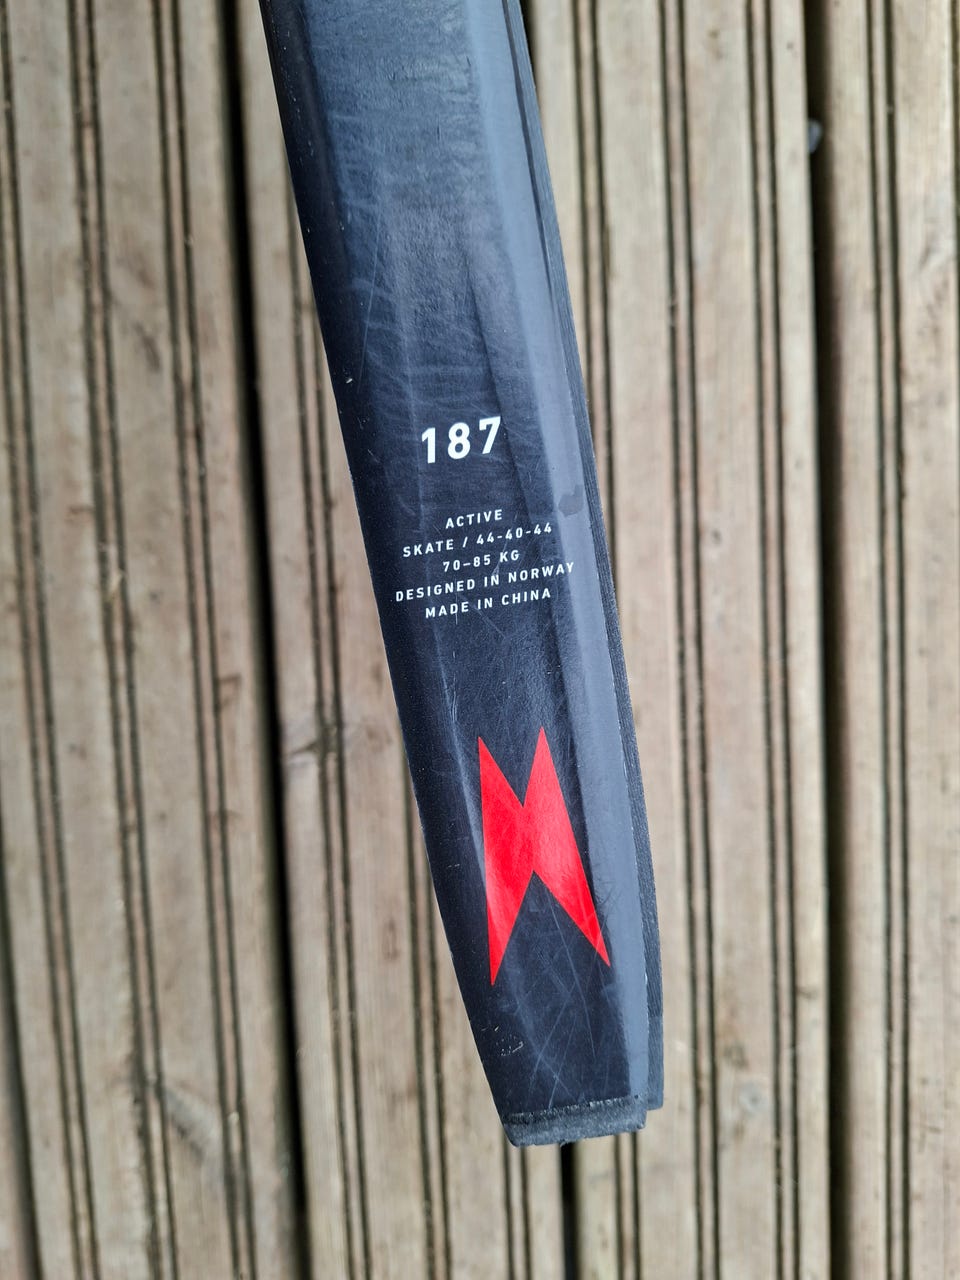 187
ACTIVE
SKATE / 44-40-44
70-85 KG
DESIGNED IN NORWAY
MADE IN CHINA